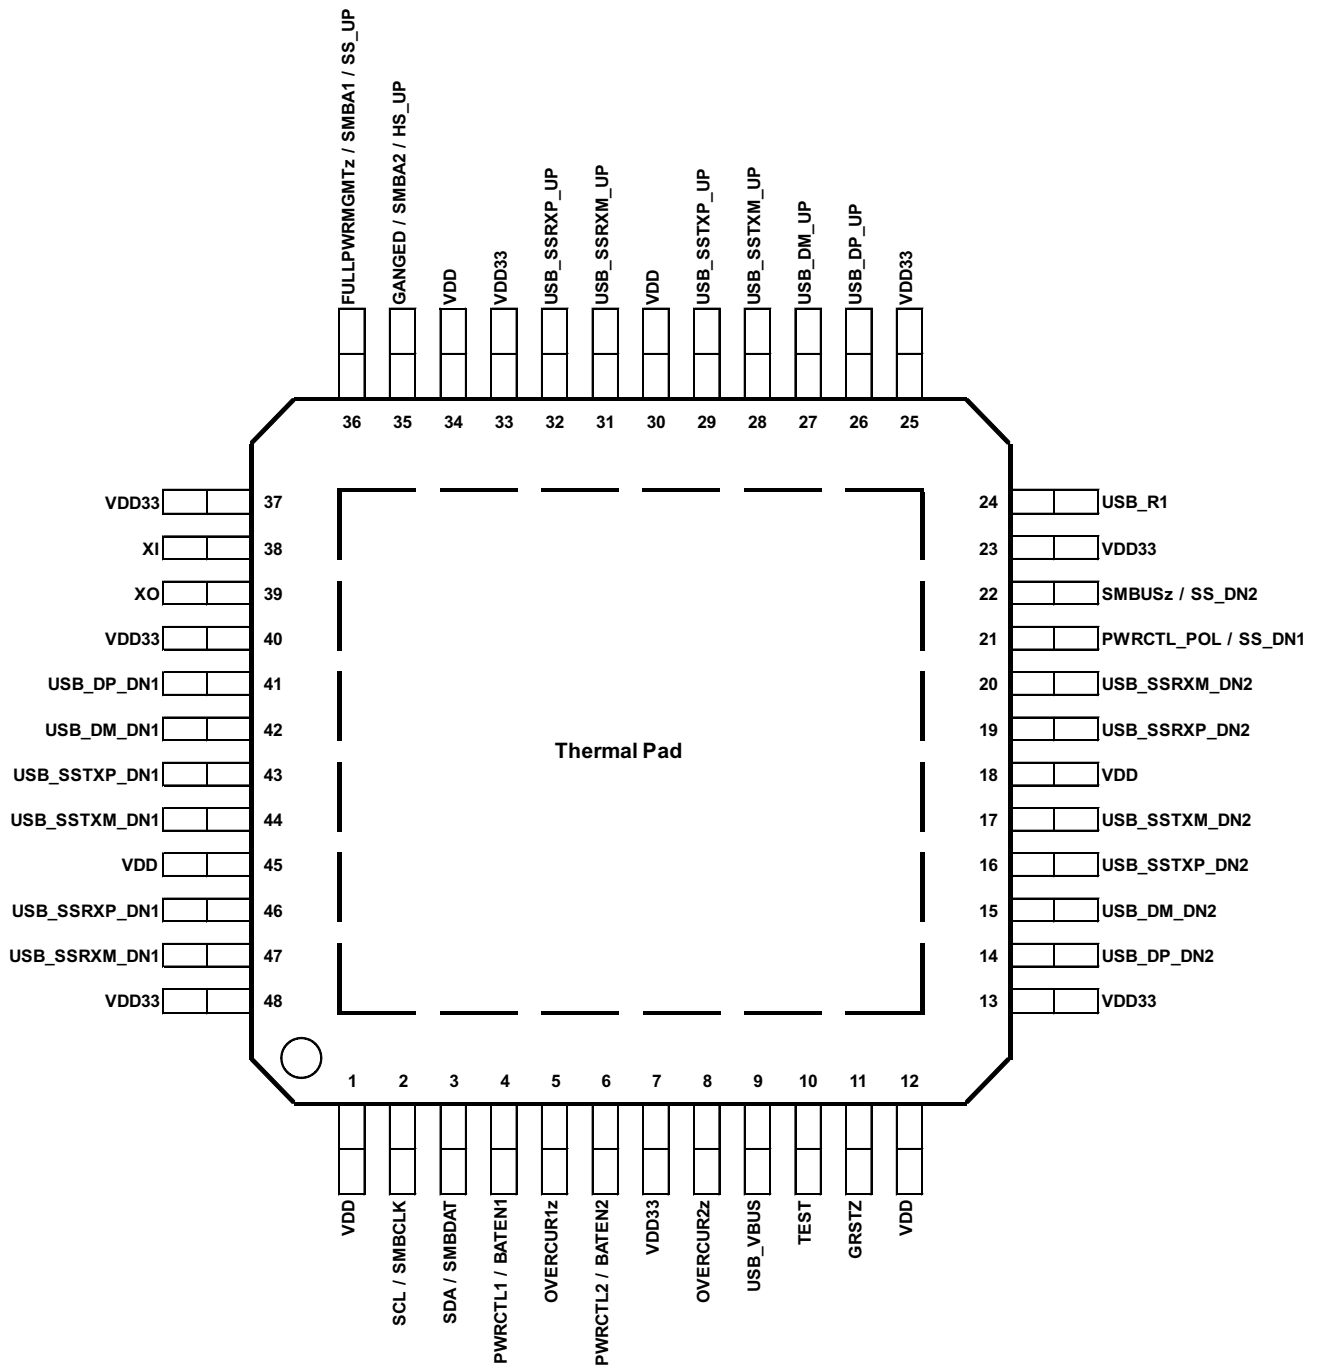 FULLPWRMGMTz / SMBA1 / SS_UP
GANGED / SMBA2 / HS_UP
VDD
VDD33
USB_SSRXP_UP
USB_SSRXM_UP
VDD
USB_SSTXP_UP
USB_SSTXM_UP
USB_DM_UP
USB_DP_UP
VDD33
36 35 34 33 32 31 30 29 28 27 26 25
VDD33 37
XI 38
XO 39
VDD33 40
USB_DP_DN1 41
USB_DM_DN1 42
USB_SSTXP_DN1 43
USB_SSTXM_DN1 44
VDD 45
USB_SSRXP_DN1 46
USB_SSRXM_DN1 47
VDD33 48
Thermal Pad
24 USB_R1
23 VDD33
22 SMBUSz / SS_DN2
21 PWRCTL_POL / SS_DN1
20 USB_SSRXM_DN2
19 USB_SSRXP_DN2
18 VDD
17 USB_SSTXM_DN2
16 USB_SSTXP_DN2
15 USB_DM_DN2
14 USB_DP_DN2
13 VDD33
1 2 3 4 5 6 7 8 9 10 11 12
VDD
SCL / SMBCLK
SDA / SMBDAT
PWRCTL1 / BATEN1
OVERCUR1z
PWRCTL2 / BATEN2
VDD33
OVERCUR2z
USB_VBUS
TEST
GRSTZ
VDD